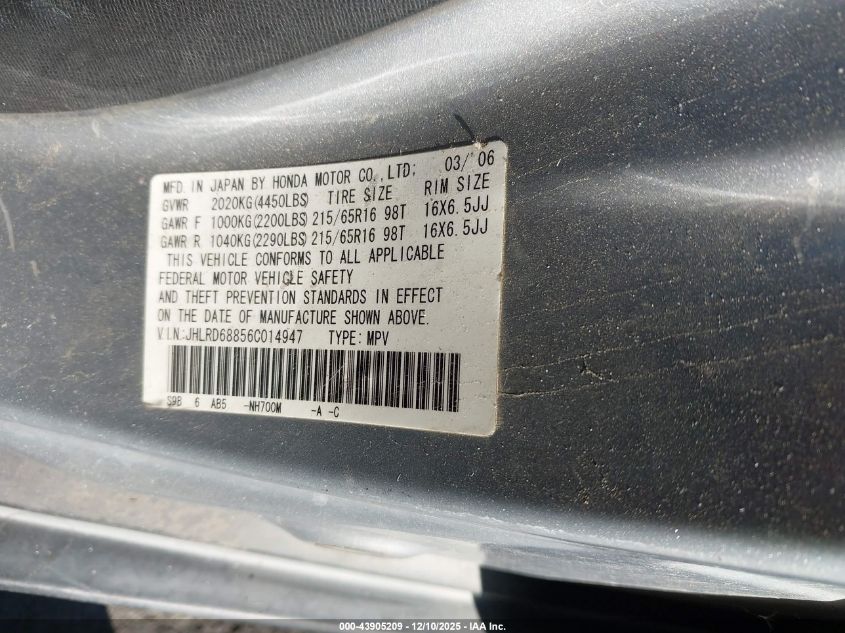 MFD. IN JAPAN BY HONDA MOTOR CO.,LTD; 03/'06
GVWR 2020KG(4450LBS) TIRE SIZE RIM SIZE
GAWR F 1000KG(2200LBS) 215/65R16 98T 16X6.5JJ
GAWR R 1040KG(2290LBS) 215/65R16 98T 16X6.5JJ
THIS VEHICLE CONFORMS TO ALL APPLICABLE
FEDERAL MOTOR VEHICLE SAFETY
AND THEFT PREVENTION STANDARDS IN EFFECT
ON THE DATE OF MANUFACTURE SHOWN ABOVE.
V.I.N:JHLRD68856C014947 TYPE: MPV
S9B 6 AB5 -NH700M -A -C
000-43905209 - 12/10/2025 - IAA Inc.